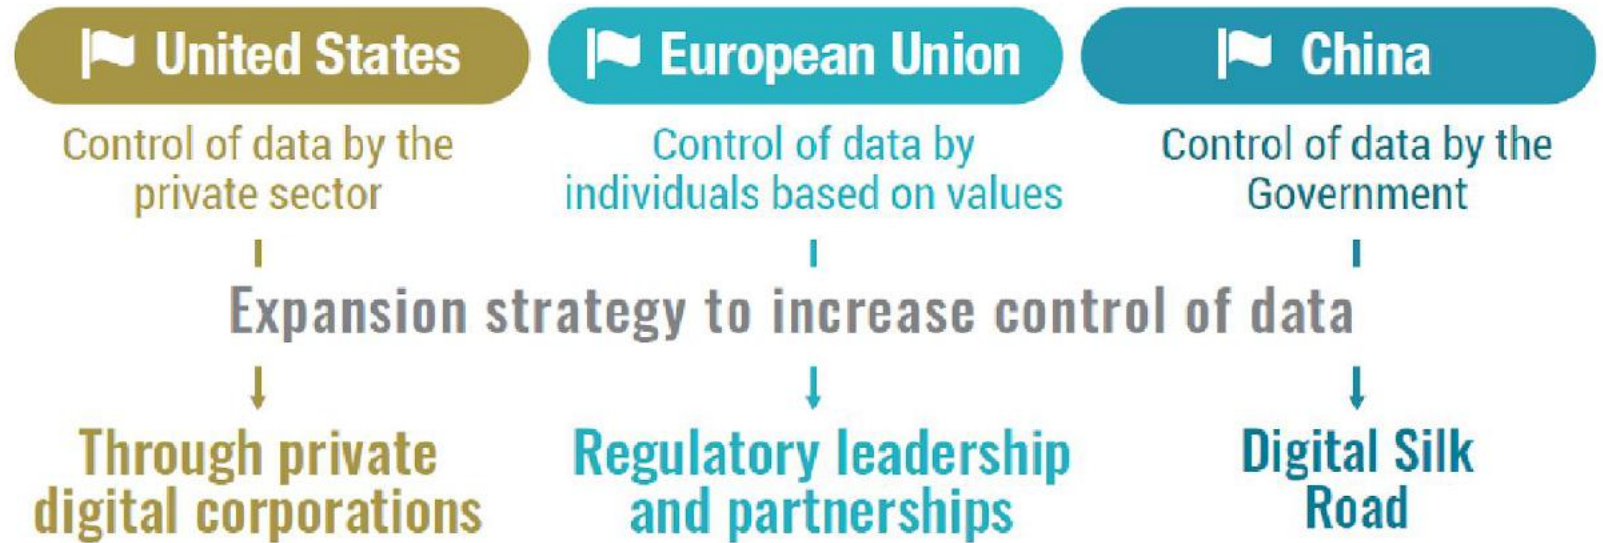 United States
European Union
China
Control of data by the
private sector
Control of data by
individuals based on values
Control of data by the
Government
Expansion strategy to increase control of data
Through private
digital corporations
Regulatory leadership
and partnerships
Digital Silk
Road